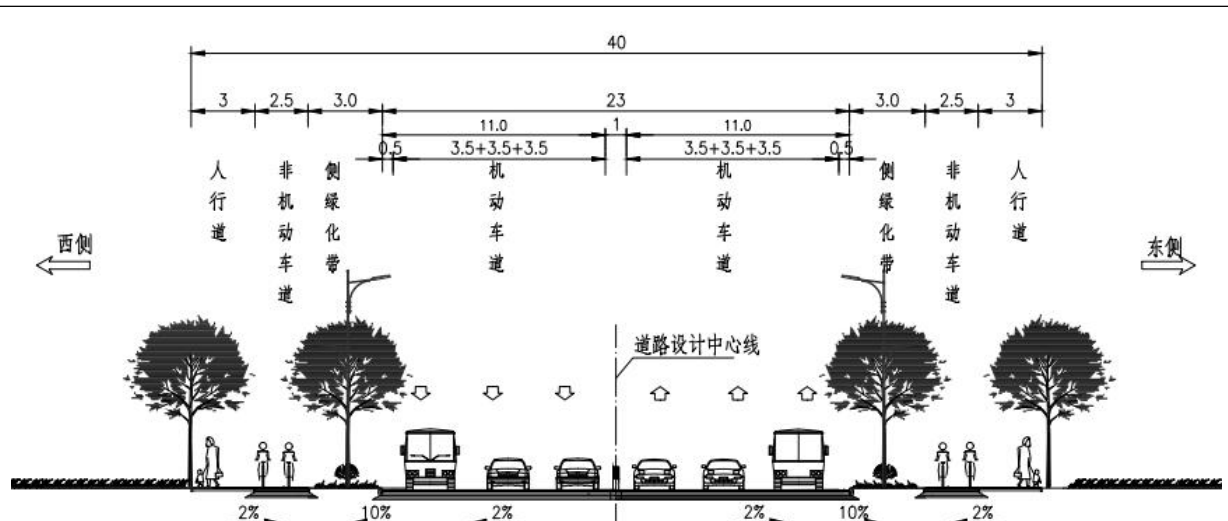 40
3 2.5 3.0 23 3.0 2.5 3
11.0 1 11.0
0.5 3.5+3.5+3.5 3.5+3.5+3.5 0.5
人行道
非机动车道
侧绿化带
机动车道
机动车道
侧绿化带
非机动车道
人行道
西侧
东侧
道路设计中心线
2% 10% 2% 2% 10% 2%